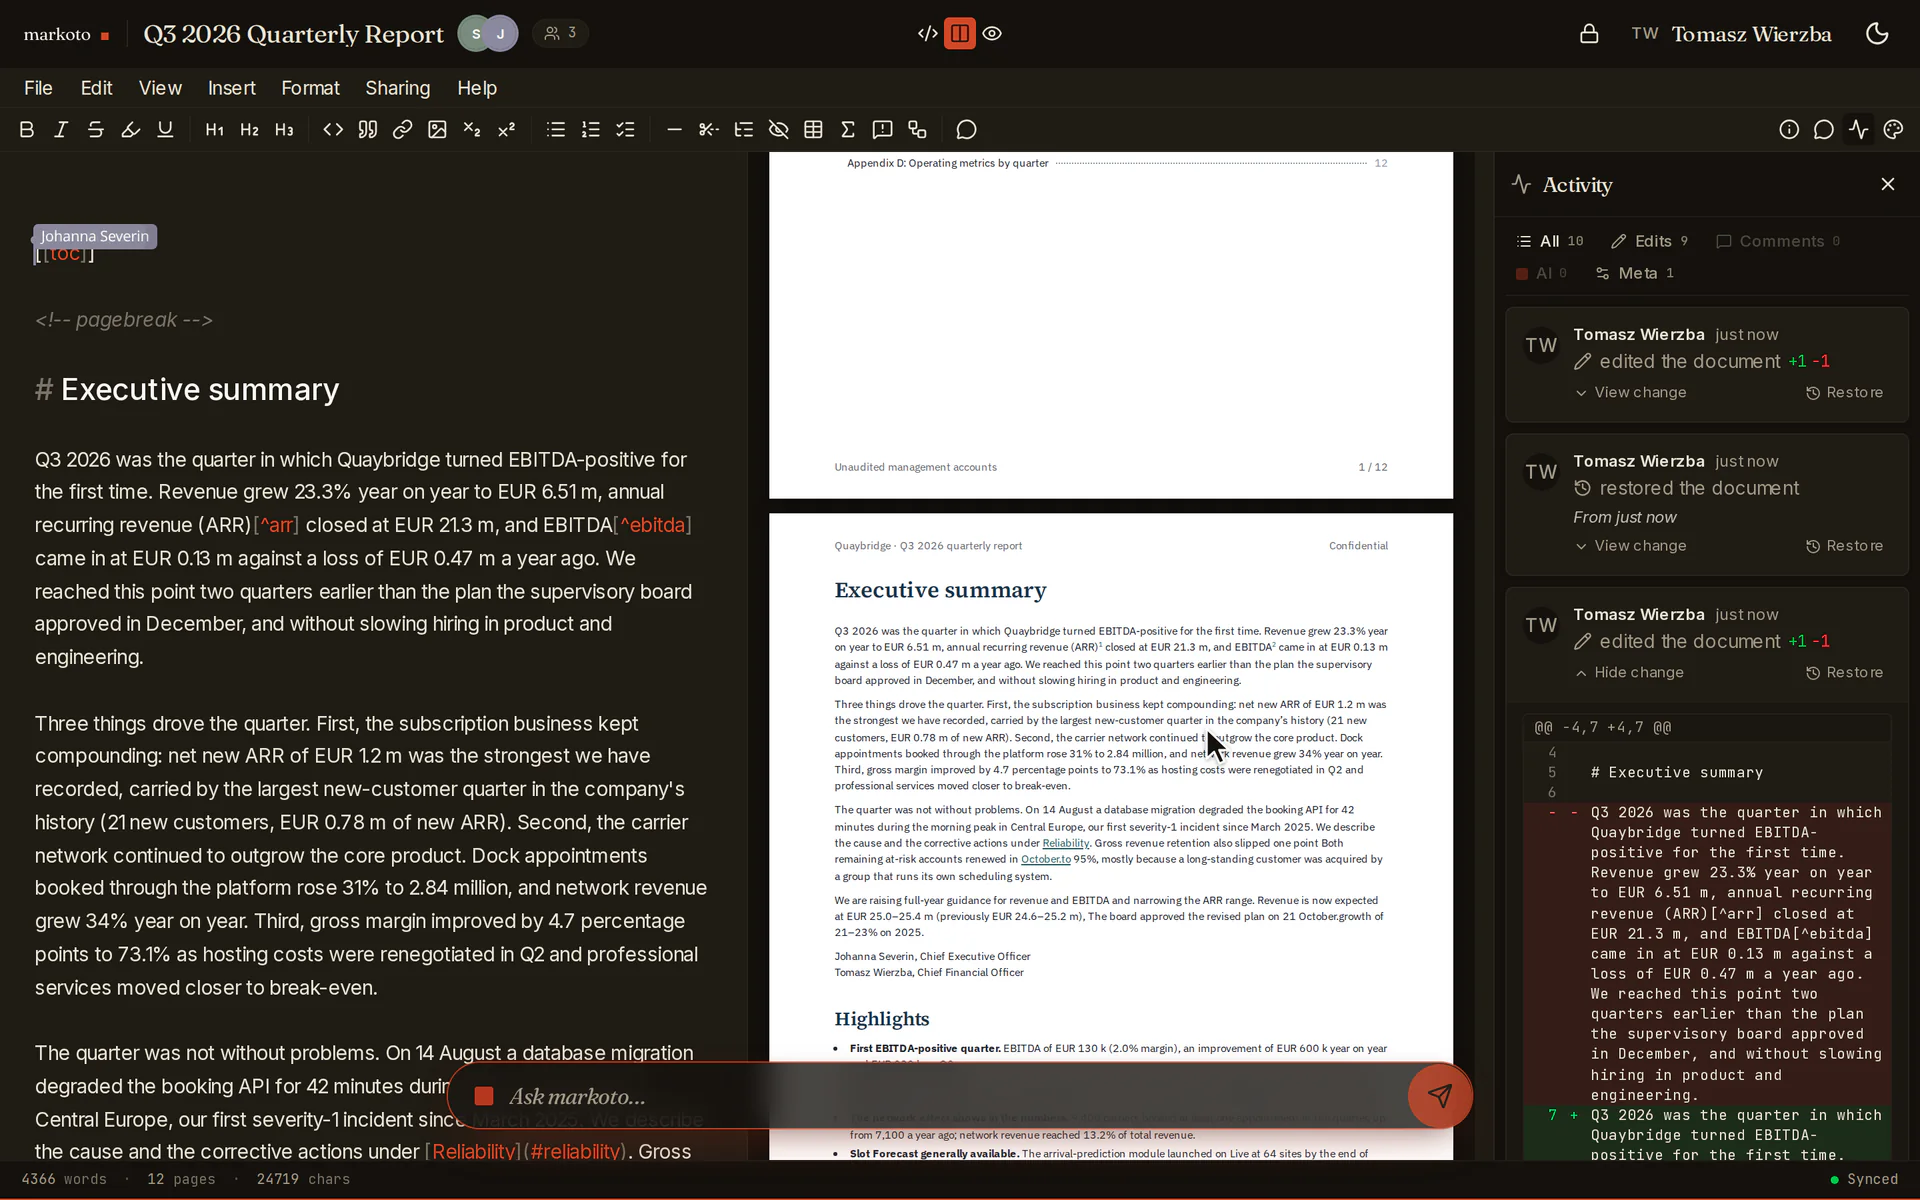 markoto
Q3 2026 Quarterly Report
S J
3
TW Tomasz Wierzba
File Edit View Insert Format Sharing Help
H1 H2 H3
Johanna Severin
[[toc]]
<!-- pagebreak -->
# Executive summary
Q3 2026 was the quarter in which Quaybridge turned EBITDA-positive for
the first time. Revenue grew 23.3% year on year to EUR 6.51 m, annual
recurring revenue (ARR)[^arr] closed at EUR 21.3 m, and EBITDA[^ebitda]
came in at EUR 0.13 m against a loss of EUR 0.47 m a year ago. We
reached this point two quarters earlier than the plan the supervisory board
approved in December, and without slowing hiring in product and
engineering.
Three things drove the quarter. First, the subscription business kept
compounding: net new ARR of EUR 1.2 m was the strongest we have
recorded, carried by the largest new-customer quarter in the company's
history (21 new customers, EUR 0.78 m of new ARR). Second, the carrier
network continued to outgrow the core product. Dock appointments
booked through the platform rose 31% to 2.84 million, and network revenue
grew 34% year on year. Third, gross margin improved by 4.7 percentage
points to 73.1% as hosting costs were renegotiated in Q2 and professional
services moved closer to break-even.
The quarter was not without problems. On 14 August a database migration
degraded the booking API for 42 minutes durin
Central Europe, our first severity-1 incident since March 2025. We describe
the cause and the corrective actions under [Reliability](#reliability). Gross
Appendix D: Operating metrics by quarter 12
Unaudited management accounts 1 / 12
Quaybridge · Q3 2026 quarterly report Confidential
Executive summary
Q3 2026 was the quarter in which Quaybridge turned EBITDA-positive for the first time. Revenue grew 23.3% year
on year to EUR 6.51 m, annual recurring revenue (ARR)1 closed at EUR 21.3 m, and EBITDA2 came in at EUR 0.13 m
against a loss of EUR 0.47 m a year ago. We reached this point two quarters earlier than the plan the supervisory
board approved in December, and without slowing hiring in product and engineering.
Three things drove the quarter. First, the subscription business kept compounding: net new ARR of EUR 1.2 m was
the strongest we have recorded, carried by the largest new-customer quarter in the company's history (21 new
customers, EUR 0.78 m of new ARR). Second, the carrier network continued to outgrow the core product. Dock
appointments booked through the platform rose 31% to 2.84 million, and network revenue grew 34% year on year.
Third, gross margin improved by 4.7 percentage points to 73.1% as hosting costs were renegotiated in Q2 and
professional services moved closer to break-even.
The quarter was not without problems. On 14 August a database migration degraded the booking API for 42
minutes during the morning peak in Central Europe, our first severity-1 incident since March 2025. We describe
the cause and the corrective actions under Reliability. Gross revenue retention also slipped one point Both
remaining at-risk accounts renewed in October.to 95%, mostly because a long-standing customer was acquired by
a group that runs its own scheduling system.
We are raising full-year guidance for revenue and EBITDA and narrowing the ARR range. Revenue is now expected
at EUR 25.0–25.4 m (previously EUR 24.6–25.2 m), The board approved the revised plan on 21 October.growth of
21–23% on 2025.
Johanna Severin, Chief Executive Officer
Tomasz Wierzba, Chief Financial Officer
Highlights
• First EBITDA-positive quarter. EBITDA of EUR 130 k (2.0% margin), an improvement of EUR 600 k year on year
from 7,100 a year ago; network revenue reached 13.2% of total revenue.
• Slot Forecast generally available. The arrival-prediction module launched on Live at 64 sites by the end of
Ask markoto...
Activity
All 10 Edits 9 Comments 0
AI 0 Meta 1
TW Tomasz Wierzba just now
edited the document +1 -1
View change Restore
TW Tomasz Wierzba just now
restored the document
From just now
View change Restore
TW Tomasz Wierzba just now
edited the document +1 -1
Hide change Restore
@@ -4,7 +4,7 @@
4
5 # Executive summary
6
- - Q3 2026 was the quarter in which
Quaybridge turned EBITDA-
positive for the first time.
Revenue grew 23.3% year on year
to EUR 6.51 m, annual recurring
revenue (ARR)[^arr] closed at
EUR 21.3 m, and EBITDA[^ebitda]
came in at EUR 0.13 m against a
loss of EUR 0.47 m a year ago.
We reached this point two
quarters earlier than the plan
the supervisory board approved
in December, and without slowing
hiring in product and
engineering.
7 + Q3 2026 was the quarter in which
Quaybridge turned EBITDA-
positive for the first time.
4366 words · 12 pages · 24719 chars
Synced